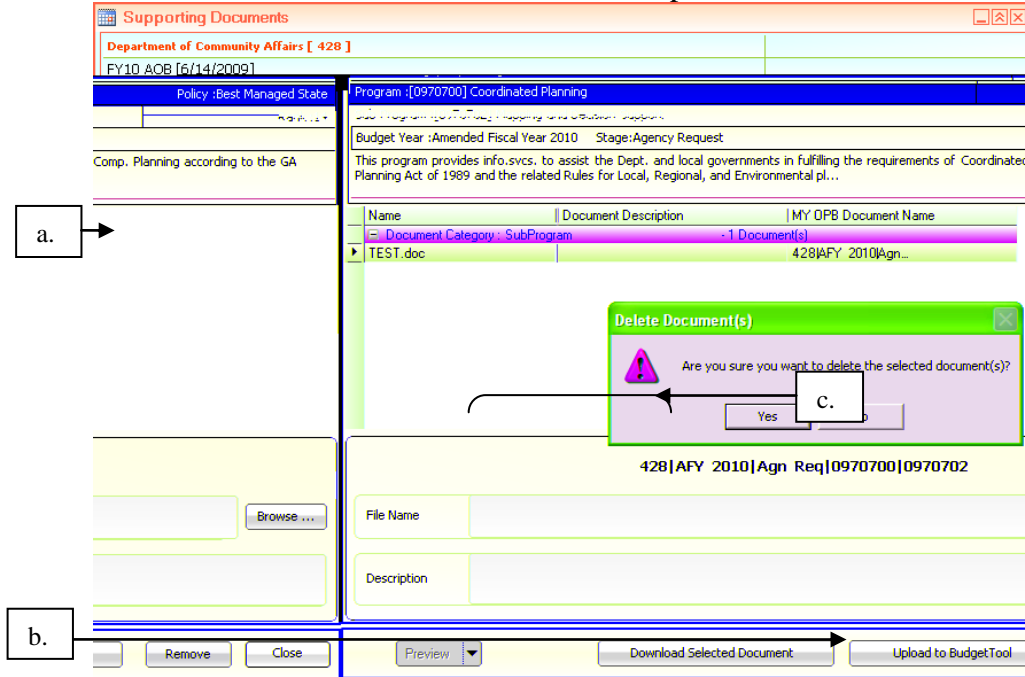 Supporting Documents
Department of Community Affairs [ 428 ]
FY10 AOB [6/14/2009]
Policy :Best Managed State
Program :[0970700] Coordinated Planning
Budget Year :Amended Fiscal Year 2010 Stage:Agency Request
Comp. Planning according to the GA
This program provides info.svcs. to assist the Dept. and local governments in fulfilling the requirements of Coordinated
Planning Act of 1989 and the related Rules for Local, Regional, and Environmental pl...
a.
Name Document Description MY OPB Document Name
Document Category : SubProgram - 1 Document(s)
TEST.doc 428|AFY 2010|Agn...
Delete Document(s)
Are you sure you want to delete the selected document(s)?
c.
Yes
428|AFY 2010|Agn Req|0970700|0970702
Browse ...
File Name
Description
b.
Remove Close Preview Download Selected Document Upload to BudgetTool